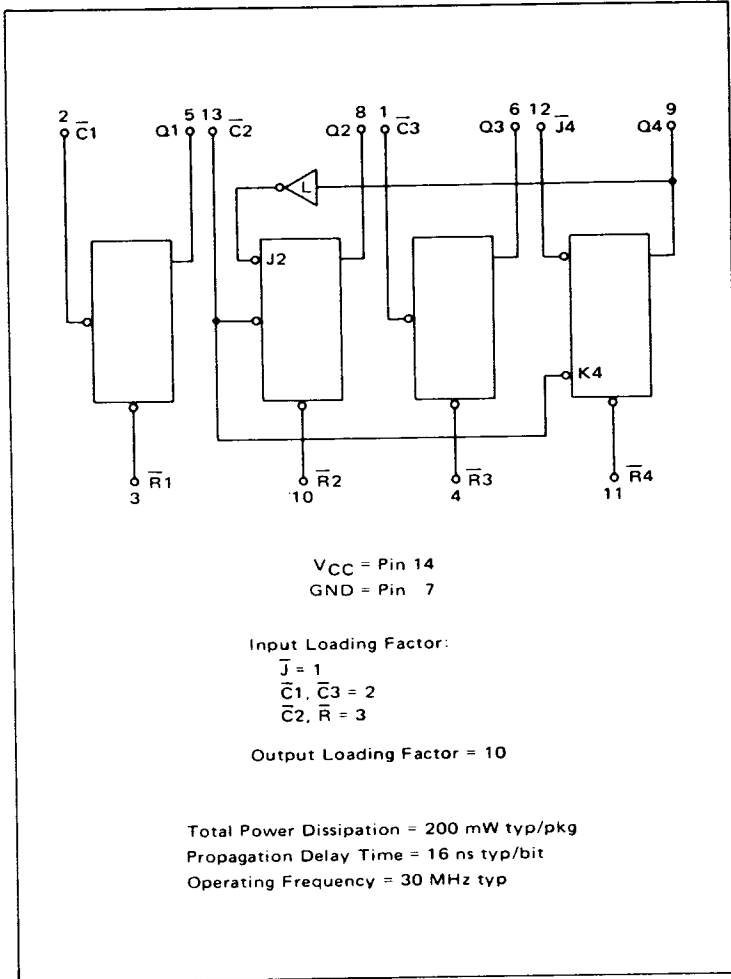 2 C̅1 Q1 5 13 C̅2 Q2 8 1 C̅3 Q3 6 12 J̅4 Q4 9
L
J2
K4
R̅1 R̅2 R̅3 R̅4
3 10 4 11
VCC = Pin 14
GND = Pin 7
Input Loading Factor:
J̅ = 1
C̅1, C̅3 = 2
C̅2, R̅ = 3
Output Loading Factor = 10
Total Power Dissipation = 200 mW typ/pkg
Propagation Delay Time = 16 ns typ/bit
Operating Frequency = 30 MHz typ